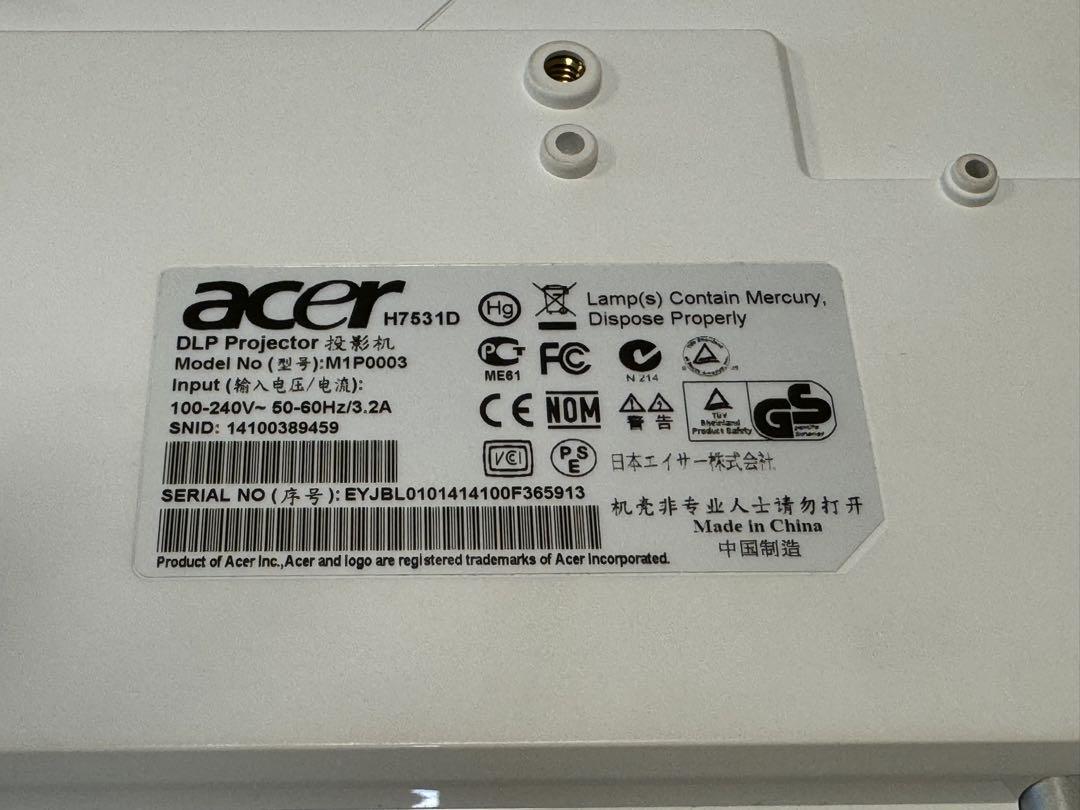 acer H7531D
DLP Projector 投影机
Model No (型号):M1P0003
Input (输入电压/电流):
100-240V~ 50-60Hz/3.2A
SNID: 14100389459
SERIAL NO (序号): EYJBL0101414100F365913
Product of Acer Inc.,Acer and logo are registered trademarks of Acer Incorporated.
Hg
Lamp(s) Contain Mercury,
Dispose Properly
PCT
ME61
FC
N 214
CE
NOM
警告
TÜV
Rheinland
Product Safety
GS
VCI
PSE
日本エイサー株式会社
机壳非专业人士请勿打开
Made in China
中国制造